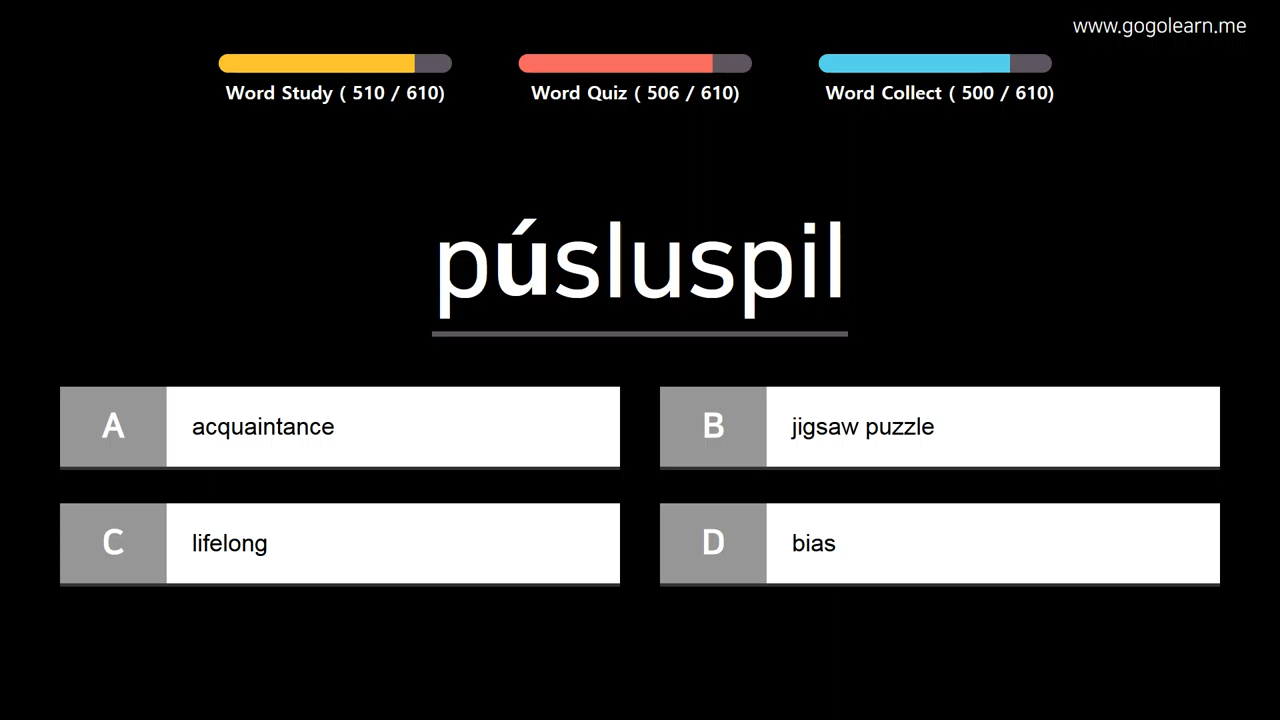 www.gogolearn.me
Word Study ( 510 / 610)
Word Quiz ( 506 / 610)
Word Collect ( 500 / 610)
púsluspil
A acquaintance
B jigsaw puzzle
C lifelong
D bias